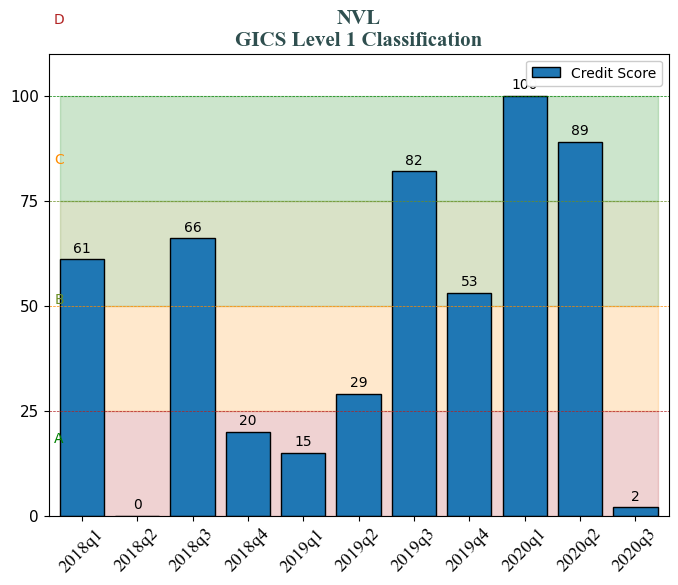 D
NVL
GICS Level 1 Classification
Credit Score
100
100
C
89
82
75
66
61
53
B
50
29
25
20
A
15
2
0
0
2018q1
2018q2
2018q3
2018q4
2019q1
2019q2
2019q3
2019q4
2020q1
2020q2
2020q3